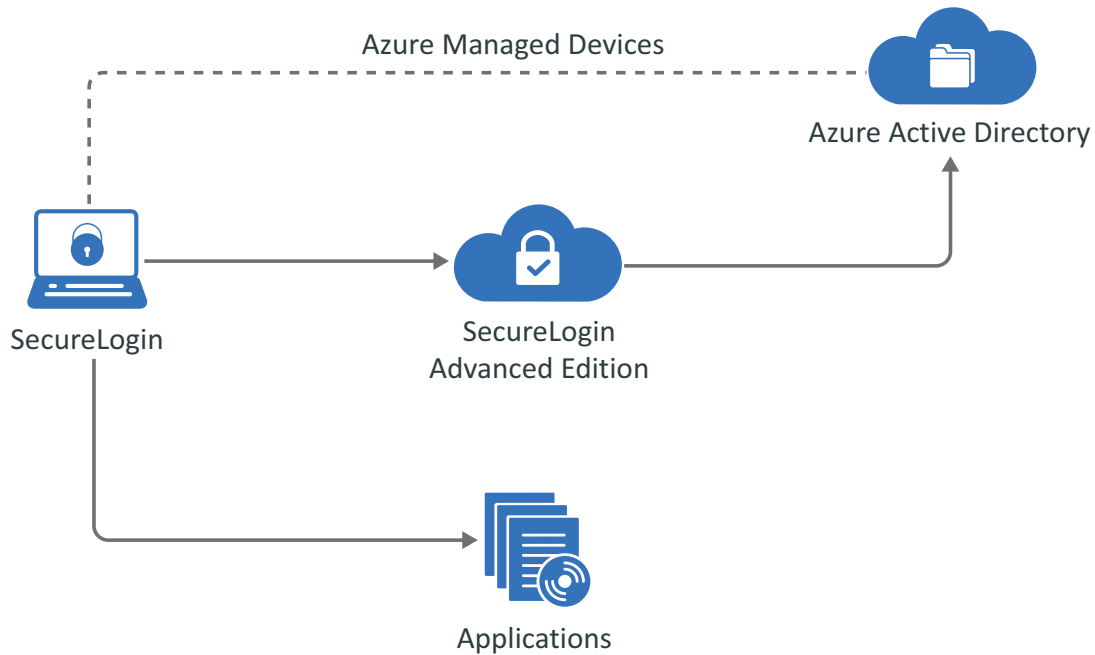 Azure Managed Devices
Azure Active Directory
SecureLogin
SecureLogin
Advanced Edition
Applications